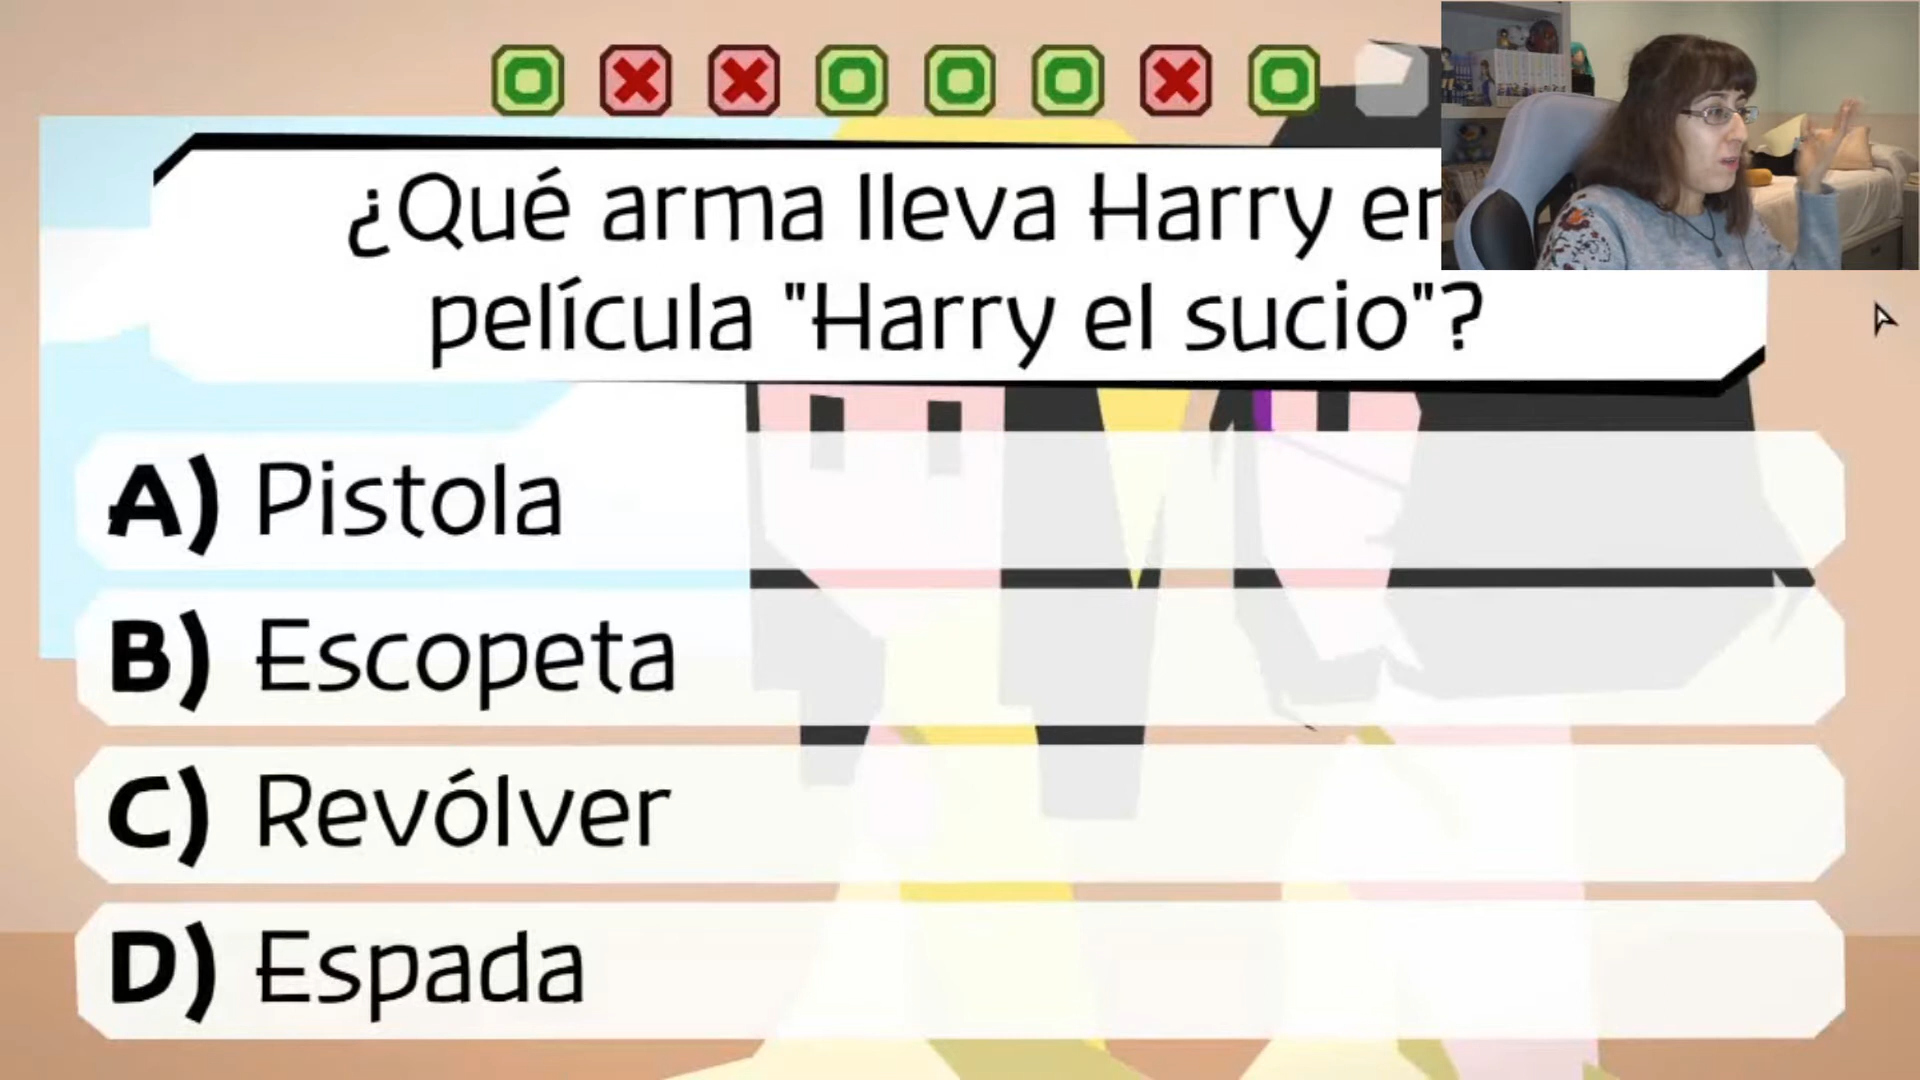 ¿Qué arma lleva Harry en
película "Harry el sucio"?
A) Pistola
B) Escopeta
C) Revólver
D) Espada